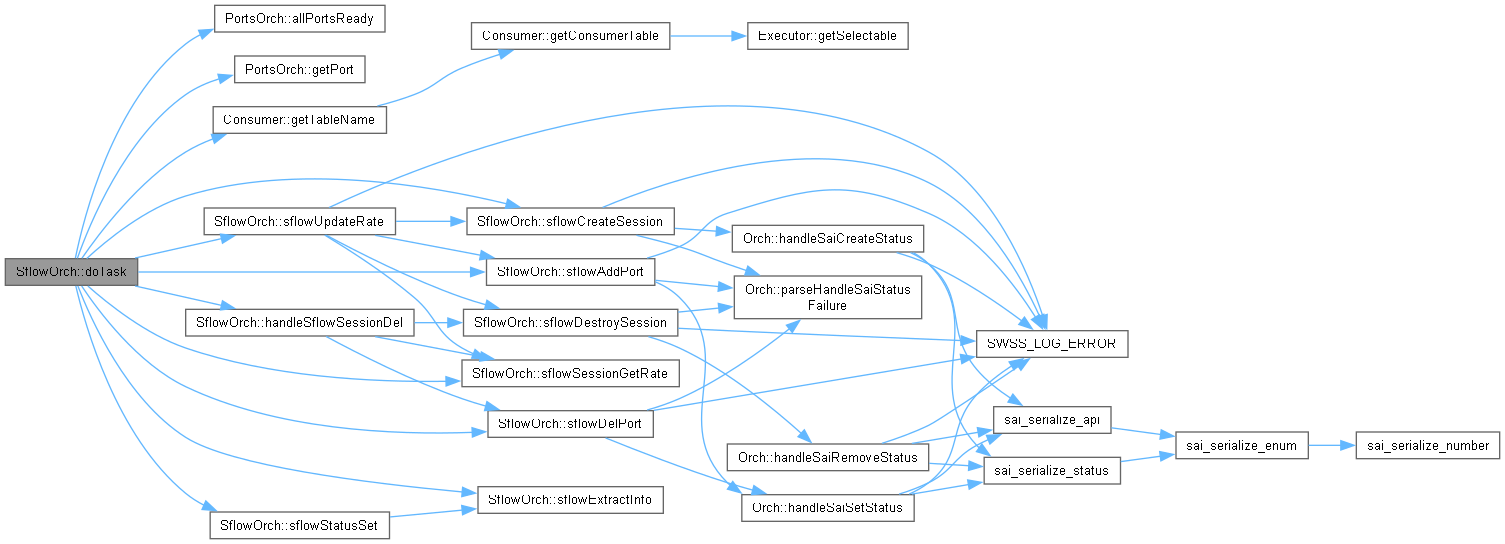 PortsOrch::allPortsReady
Consumer::getConsumerTable
Executor::getSelectable
PortsOrch::getPort
Consumer::getTableName
SflowOrch::sflowUpdateRate
SflowOrch::sflowCreateSession
Orch::handleSaiCreateStatus
SflowOrch::doTask
SflowOrch::sflowAddPort
Orch::parseHandleSaiStatus
Failure
SflowOrch::handleSflowSessionDel
SflowOrch::sflowDestroySession
SWSS_LOG_ERROR
SflowOrch::sflowSessionGetRate
SflowOrch::sflowDelPort
sai_serialize_api
sai_serialize_enum
sai_serialize_number
Orch::handleSaiRemoveStatus
sai_serialize_status
SflowOrch::sflowExtractInfo
Orch::handleSaiSetStatus
SflowOrch::sflowStatusSet